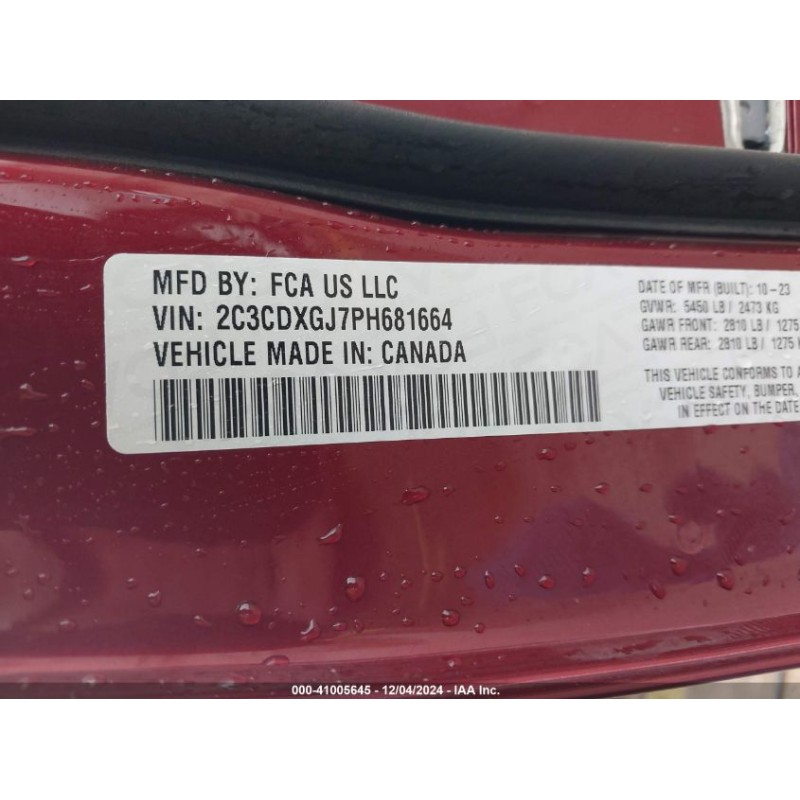 MFD BY: FCA US LLC
VIN: 2C3CDXGJ7PH681664
VEHICLE MADE IN: CANADA
DATE OF MFR (BUILT): 10-23
GVWR: 5450 LB / 2473 KG
GAWR FRONT: 2810 LB / 1275
GAWR REAR: 2810 LB / 1275
THIS VEHICLE CONFORMS TO A
VEHICLE SAFETY, BUMPER,
IN EFFECT ON THE DATE
000-41005645 - 12/04/2024 - IAA Inc.